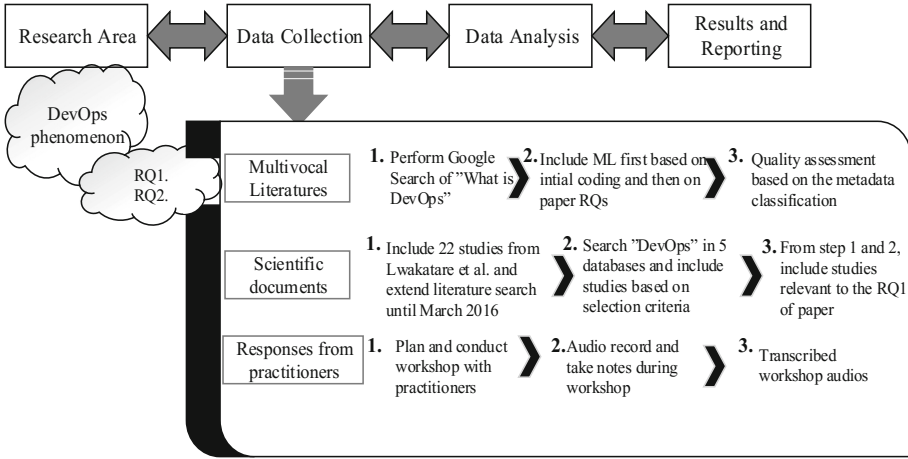 Research Area
Data Collection
Data Analysis
Results and
Reporting
DevOps
phenomenon
RQ1.
RQ2.
Multivocal
Literatures
1. Perform Google
Search of ”What is
DevOps”
2. Include ML first based on
intial coding and then on
paper RQs
3. Quality assessment
based on the metadata
classification
Scientific
documents
1. Include 22 studies from
Lwakatare et al. and
extend literature search
until March 2016
2. Search ”DevOps” in 5
databases and include
studies based on
selection criteria
3. From step 1 and 2,
include studies
relevant to the RQ1
of paper
Responses from
practitioners
1. Plan and conduct
workshop with
practitioners
2. Audio record and
take notes during
workshop
3. Transcribed
workshop audios